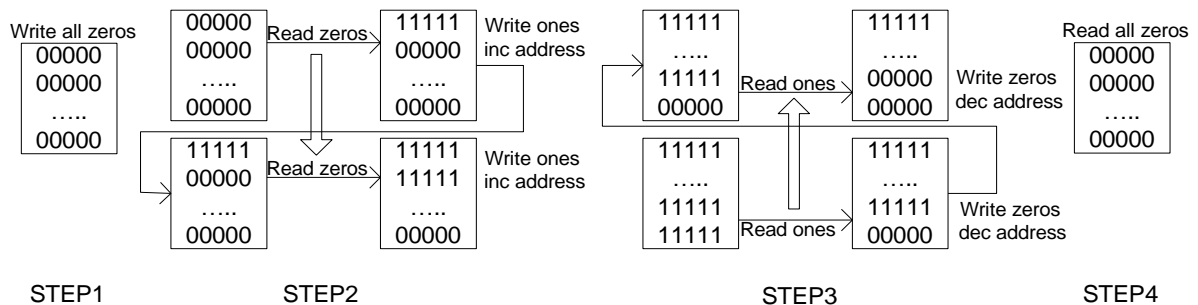 Write all zeros
00000
00000
.....
00000
STEP1
00000
00000
.....
00000
Read zeros
11111
00000
.....
00000
Write ones
inc address
11111
00000
.....
00000
Read zeros
11111
11111
.....
00000
Write ones
inc address
STEP2
11111
.....
11111
00000
Read ones
11111
.....
00000
00000
Write zeros
dec address
11111
.....
11111
11111
Read ones
11111
.....
11111
00000
Write zeros
dec address
STEP3
Read all zeros
00000
00000
.....
00000
STEP4